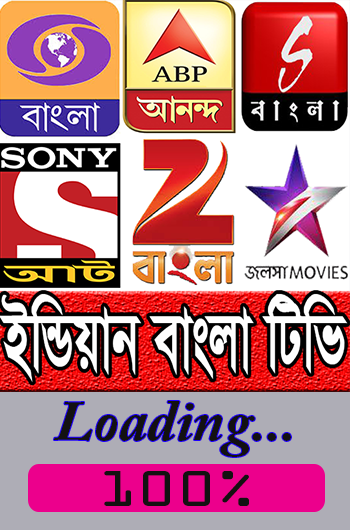 বাংলা
ABP
আনন্দ
S
বাংলা
SONY
আট
Z
বাংলা
জলসা MOVIES
ইন্ডিয়ান বাংলা টিভি
Loading...
100%